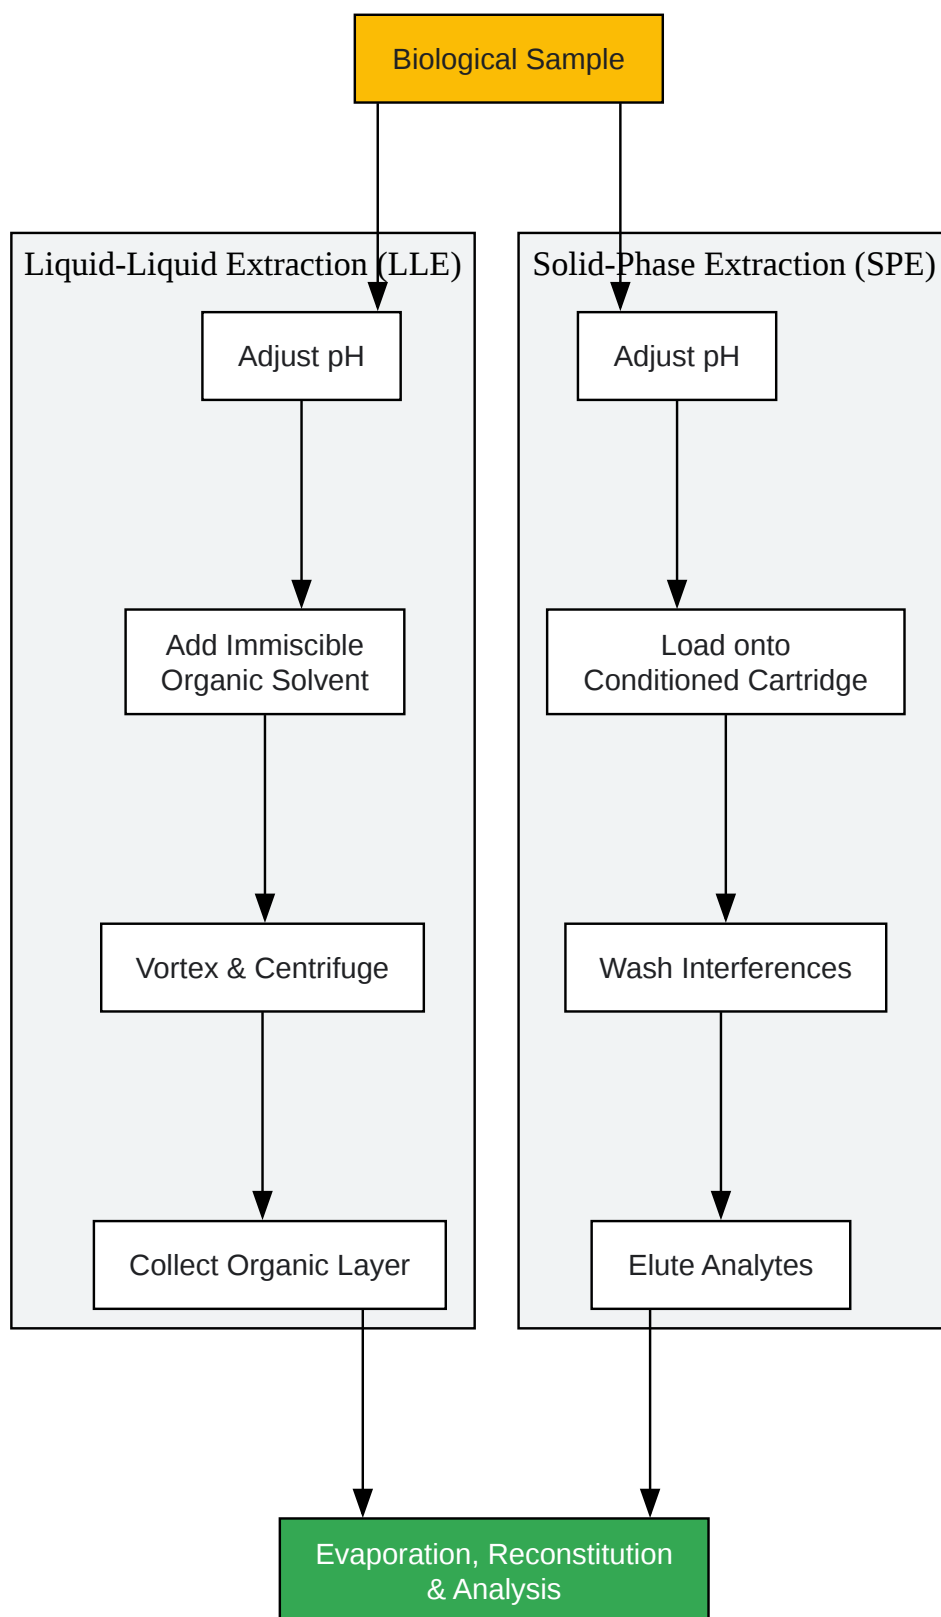 Biological Sample
Liquid-Liquid Extraction (LLE)
Adjust pH
Add Immiscible
Organic Solvent
Vortex & Centrifuge
Collect Organic Layer
Solid-Phase Extraction (SPE)
Adjust pH
Load onto
Conditioned Cartridge
Wash Interferences
Elute Analytes
Evaporation, Reconstitution
& Analysis